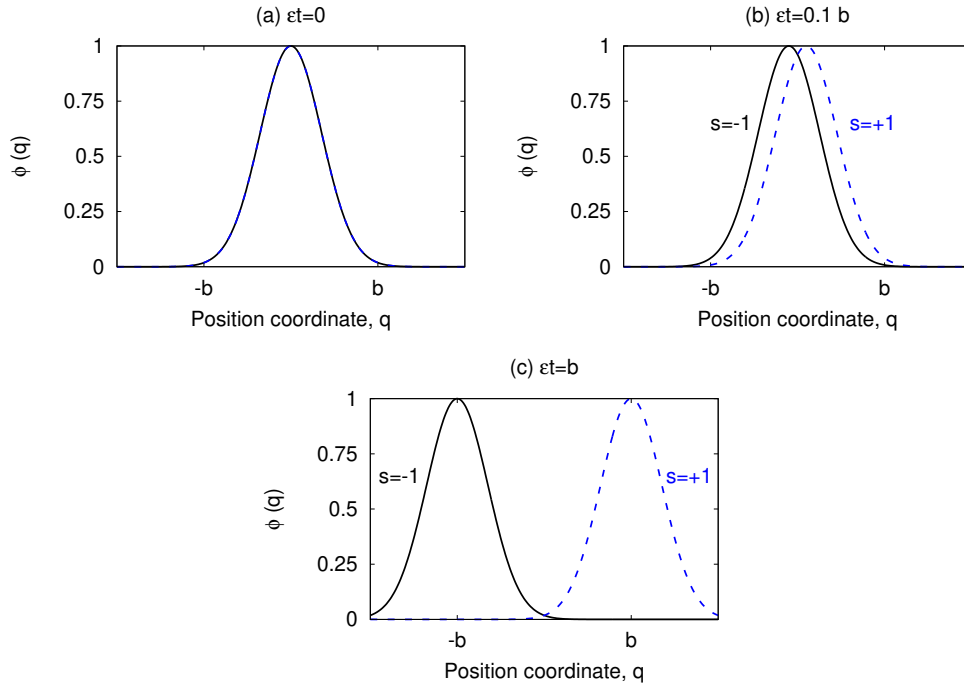 (a) εt=0
1
0.75
0.5
0.25
0
ϕ (q)
-b
b
Position coordinate, q
(b) εt=0.1 b
1
0.75
0.5
0.25
0
ϕ (q)
s=-1
s=+1
-b
b
Position coordinate, q
(c) εt=b
1
0.75
0.5
0.25
0
ϕ (q)
s=-1
s=+1
-b
b
Position coordinate, q